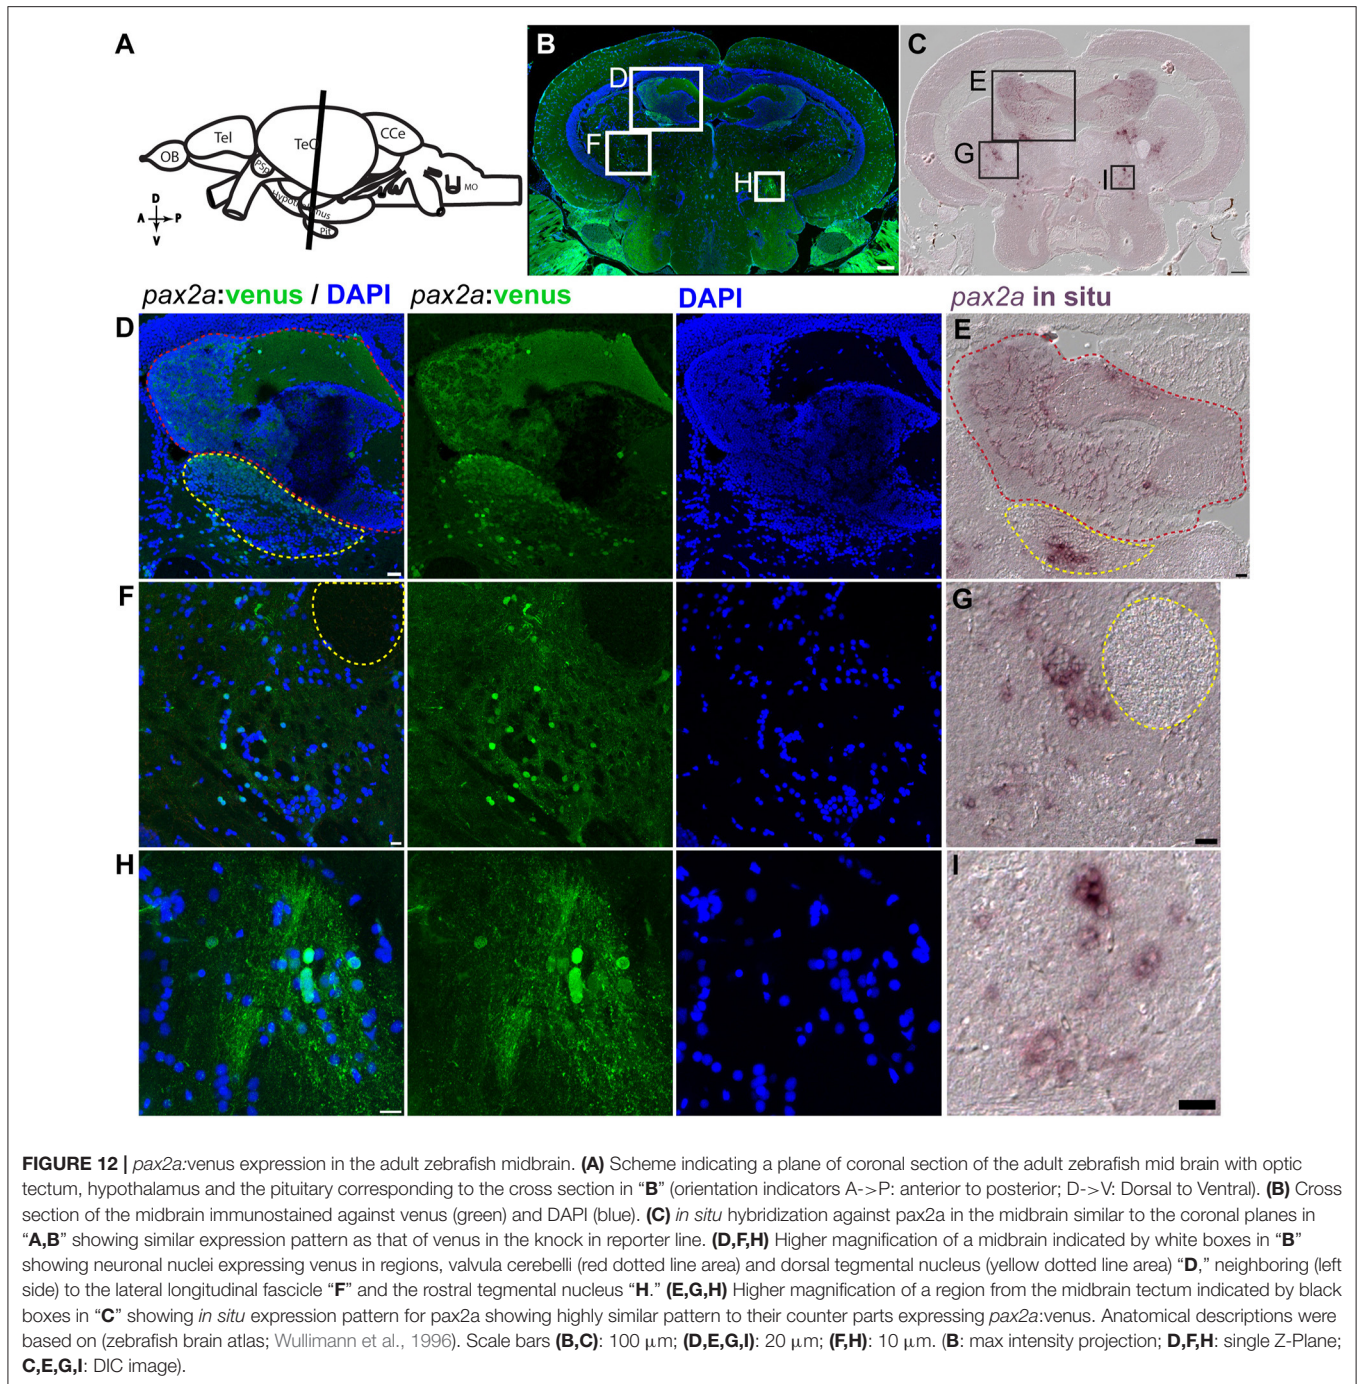 A
B
C
D
E
F
G
H
I
Tel
TeO
CCe
OB
PSp
MO
Hypothalamus
Pit
D
A P
V
pax2a:venus / DAPI
pax2a:venus
DAPI
pax2a in situ
D
E
F
G
H
I
FIGURE 12 | pax2a:venus expression in the adult zebrafish midbrain. (A) Scheme indicating a plane of coronal section of the adult zebrafish mid brain with optic
tectum, hypothalamus and the pituitary corresponding to the cross section in “B” (orientation indicators A->P: anterior to posterior; D->V: Dorsal to Ventral). (B) Cross
section of the midbrain immunostained against venus (green) and DAPI (blue). (C) in situ hybridization against pax2a in the midbrain similar to the coronal planes in
“A,B” showing similar expression pattern as that of venus in the knock in reporter line. (D,F,H) Higher magnification of a midbrain indicated by white boxes in “B”
showing neuronal nuclei expressing venus in regions, valvula cerebelli (red dotted line area) and dorsal tegmental nucleus (yellow dotted line area) “D,” neighboring (left
side) to the lateral longitudinal fascicle “F” and the rostral tegmental nucleus “H.” (E,G,H) Higher magnification of a region from the midbrain tectum indicated by black
boxes in “C” showing in situ expression pattern for pax2a showing highly similar pattern to their counter parts expressing pax2a:venus. Anatomical descriptions were
based on (zebrafish brain atlas; Wullimann et al., 1996). Scale bars (B,C): 100 μm; (D,E,G,I): 20 μm; (F,H): 10 μm. (B: max intensity projection; D,F,H: single Z-Plane;
C,E,G,I: DIC image).